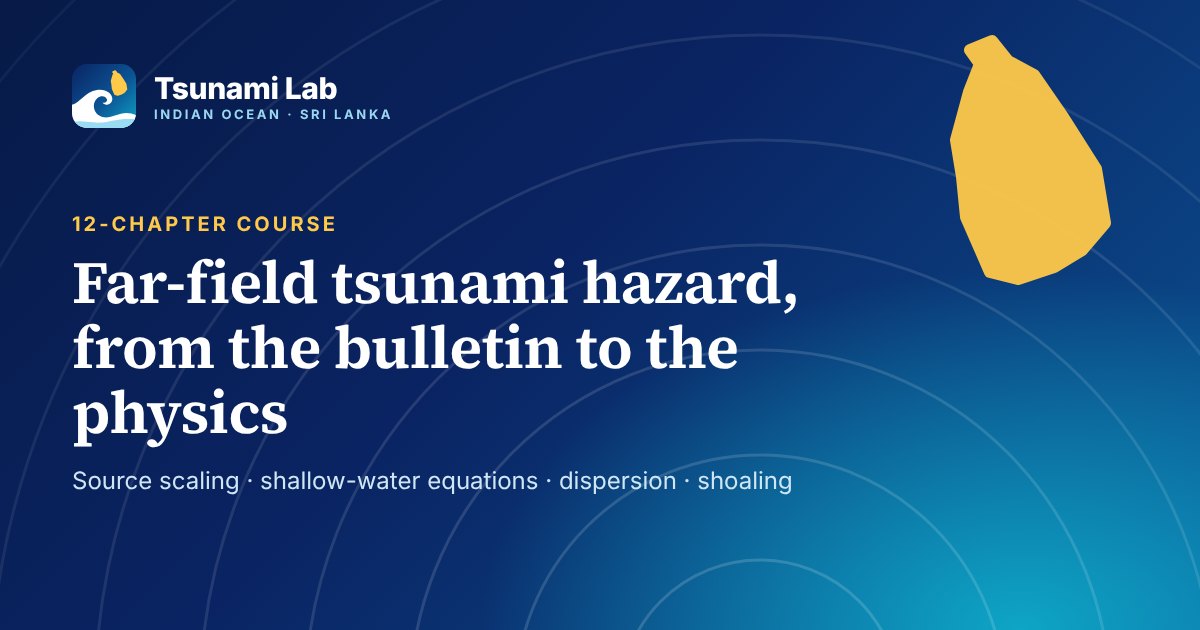 Tsunami Lab
INDIAN OCEAN · SRI LANKA
12-CHAPTER COURSE
Far-field tsunami hazard,
from the bulletin to the
physics
Source scaling · shallow-water equations · dispersion · shoaling